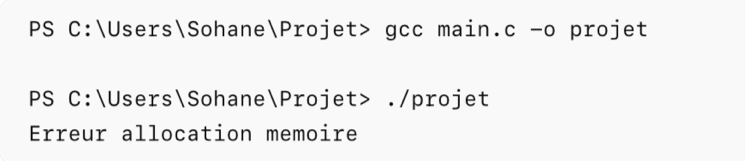 PS C:\Users\Sohane\Projet> gcc main.c -o projet
PS C:\Users\Sohane\Projet> ./projet
Erreur allocation memoire